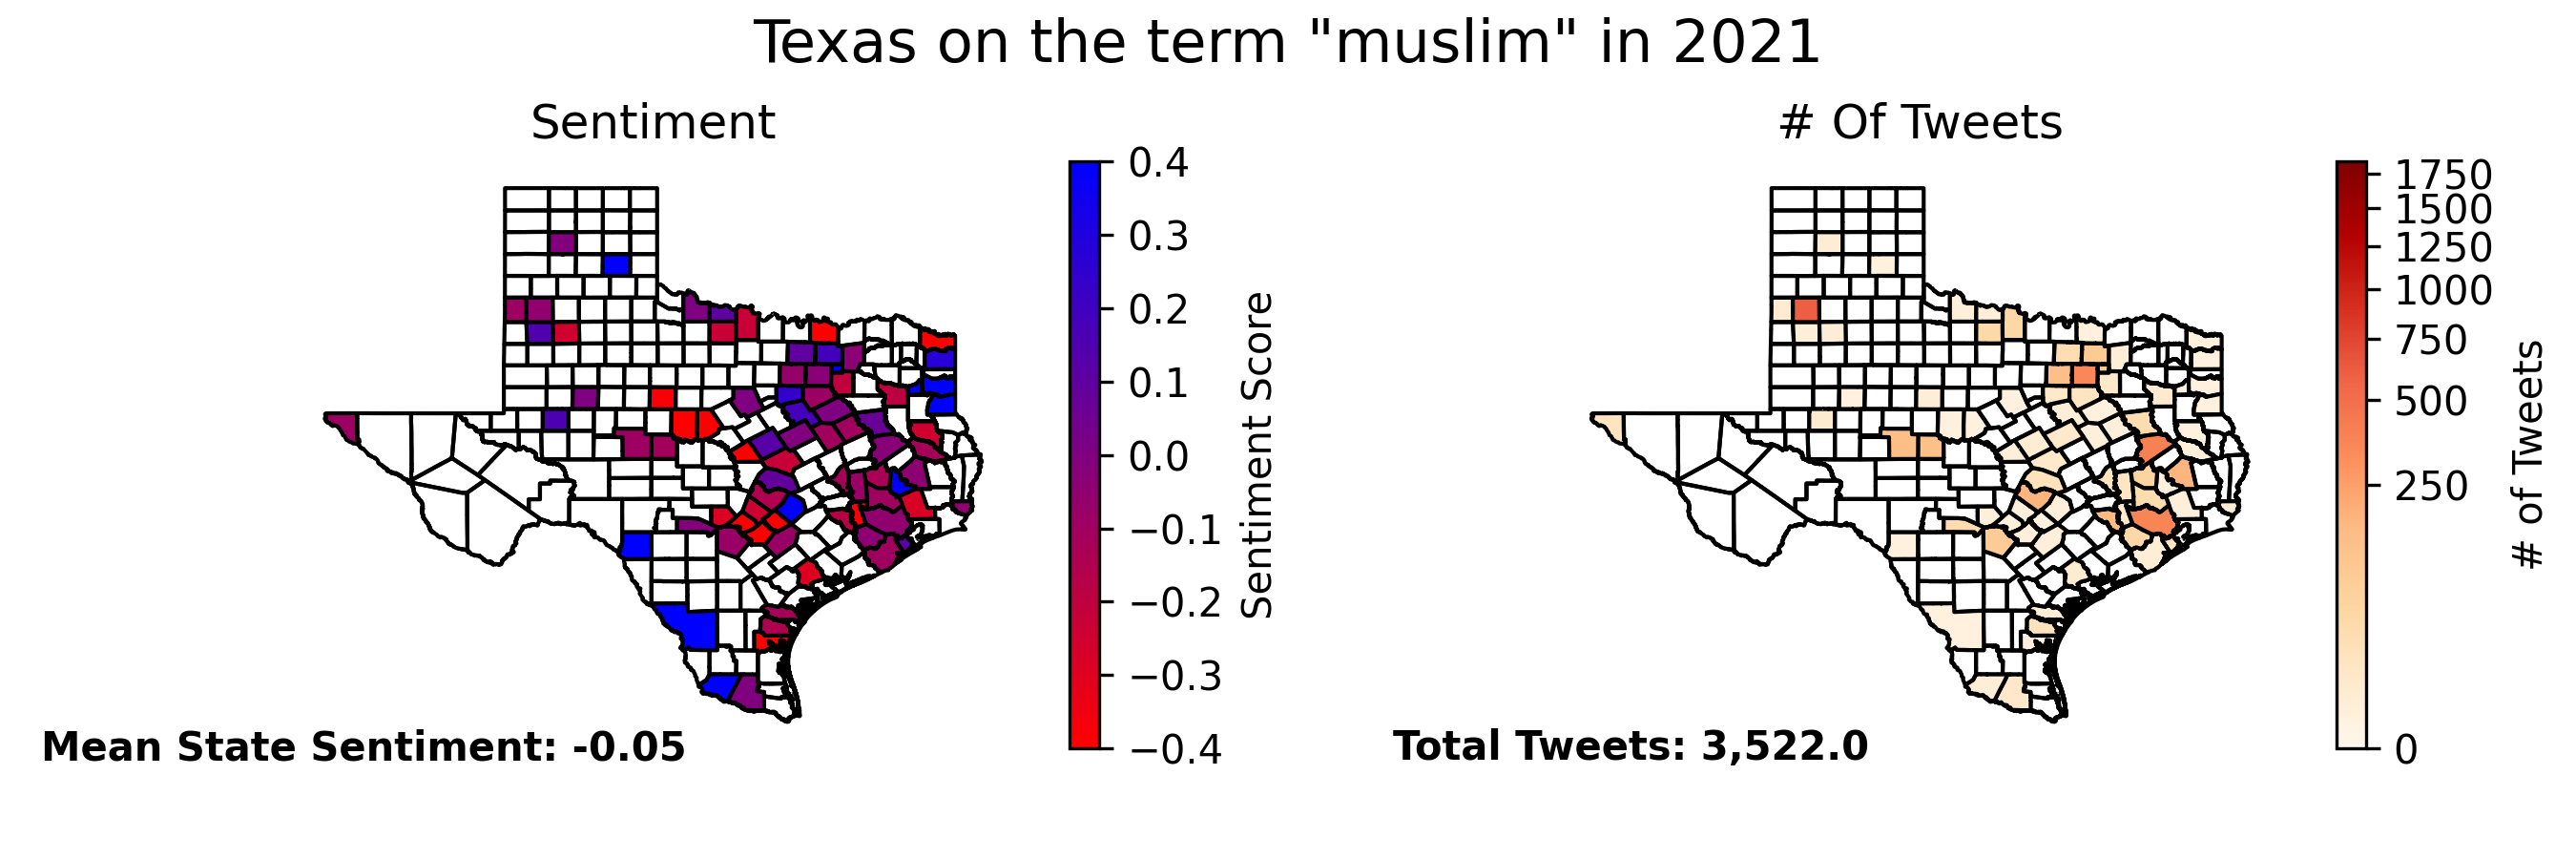 Texas on the term "muslim" in 2021
Sentiment
0.4
0.3
0.2
0.1
0.0
−0.1
−0.2
−0.3
−0.4
Sentiment Score
Mean State Sentiment: -0.05
# Of Tweets
1750
1500
1250
1000
750
500
250
0
# of Tweets
Total Tweets: 3,522.0